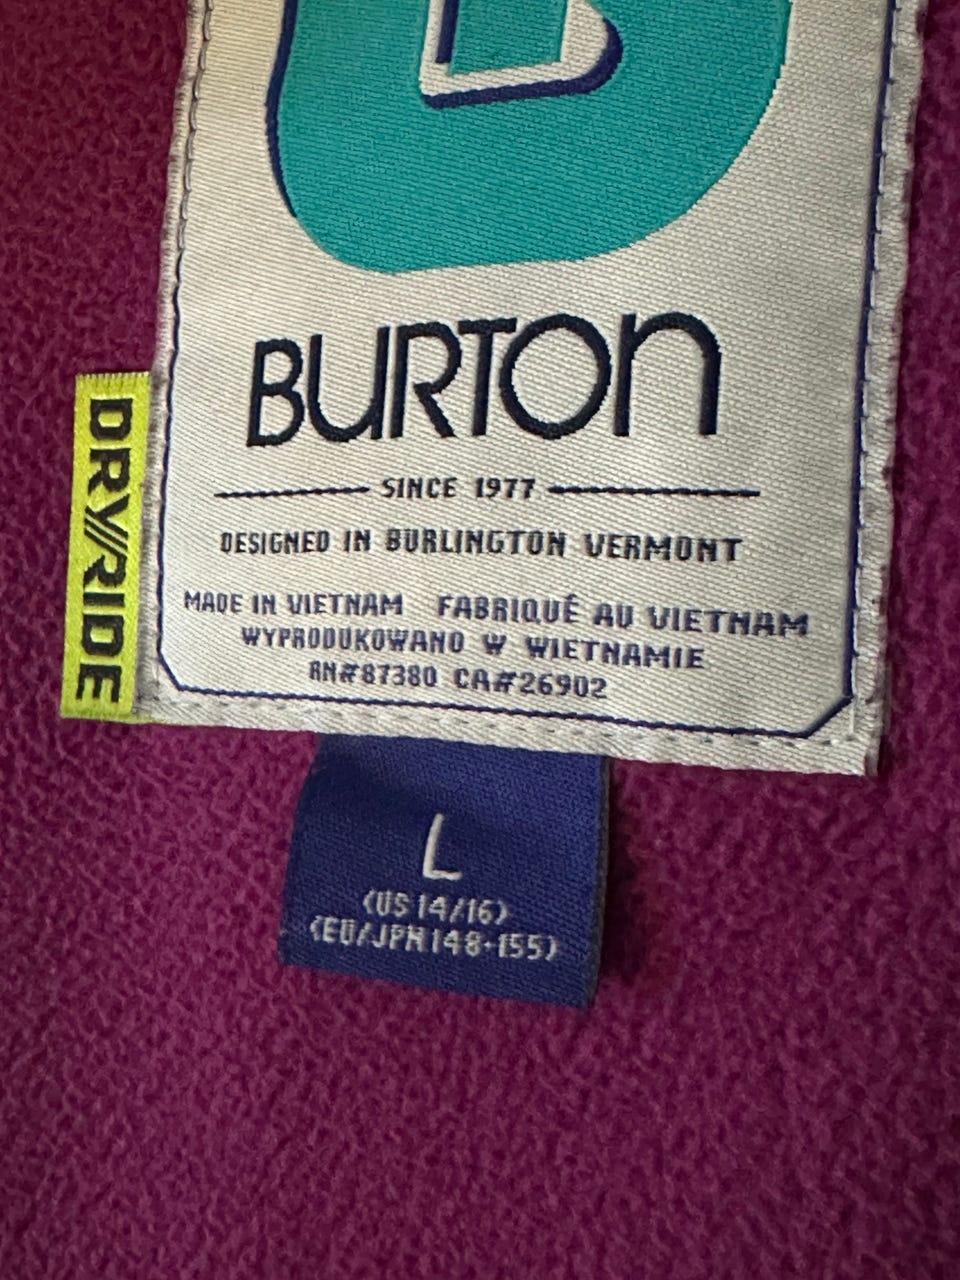 B
BURTON
SINCE 1977
DESIGNED IN BURLINGTON VERMONT
MADE IN VIETNAM FABRIQUÉ AU VIETNAM
WYPRODUKOWANO W WIETNAMIE
RN#87380 CA#26902
DRY//RIDE
L
(US 14/16)
(EU/JPN 148-155)